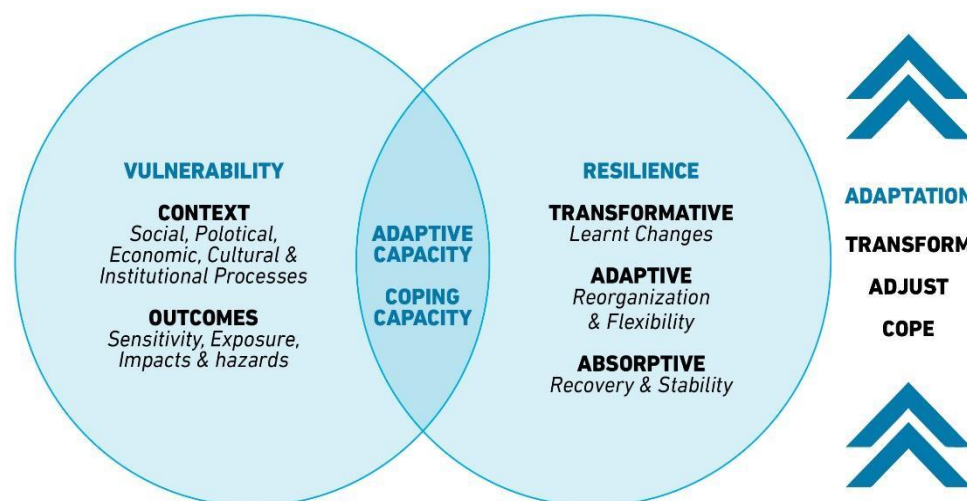 VULNERABILITY
CONTEXT
Social, Polotical,
Economic, Cultural &
Institutional Processes
OUTCOMES
Sensitivity, Exposure,
Impacts & hazards
ADAPTIVE
CAPACITY
COPING
CAPACITY
RESILIENCE
TRANSFORMATIVE
Learnt Changes
ADAPTIVE
Reorganization
& Flexibility
ABSORPTIVE
Recovery & Stability
ADAPTATION
TRANSFORM
ADJUST
COPE